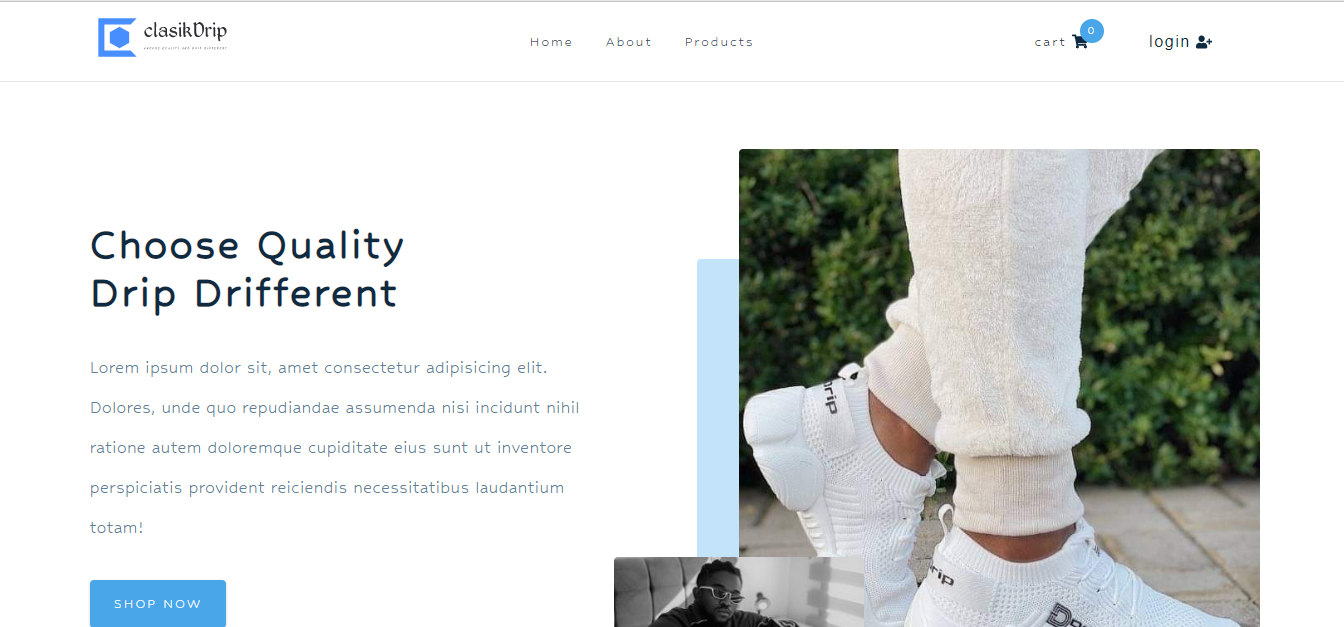 clasikDrip
Home About Products
cart 0 login
Choose Quality
Drip Drifferent
Lorem ipsum dolor sit, amet consectetur adipisicing elit.
Dolores, unde quo repudiandae assumenda nisi incidunt nihil
ratione autem doloremque cupiditate eius sunt ut inventore
perspiciatis provident reiciendis necessitatibus laudantium
totam!
SHOP NOW
Drip